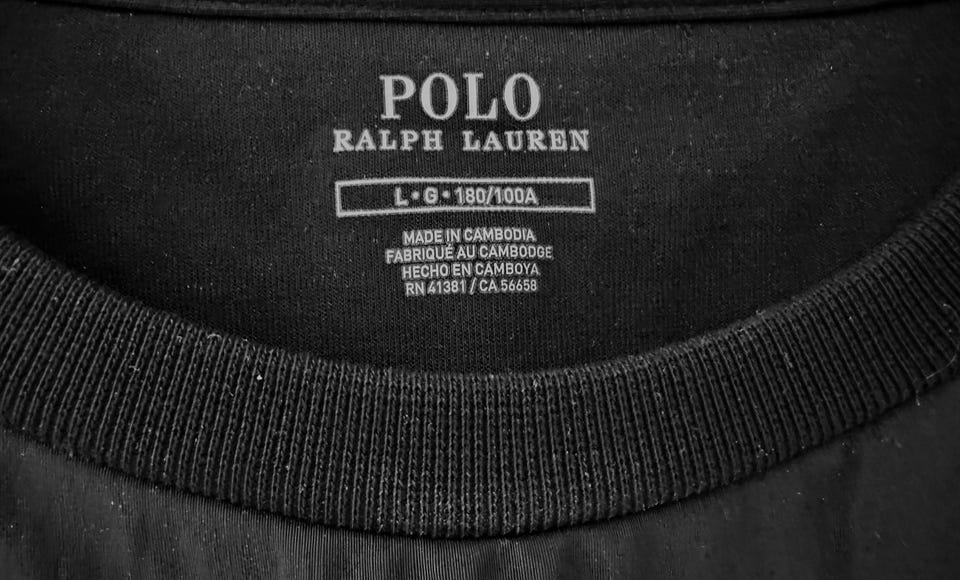 POLO
RALPH LAUREN
L•G•180/100A
MADE IN CAMBODIA
FABRIQUÉ AU CAMBODGE
HECHO EN CAMBOYA
RN 41381 / CA 56658